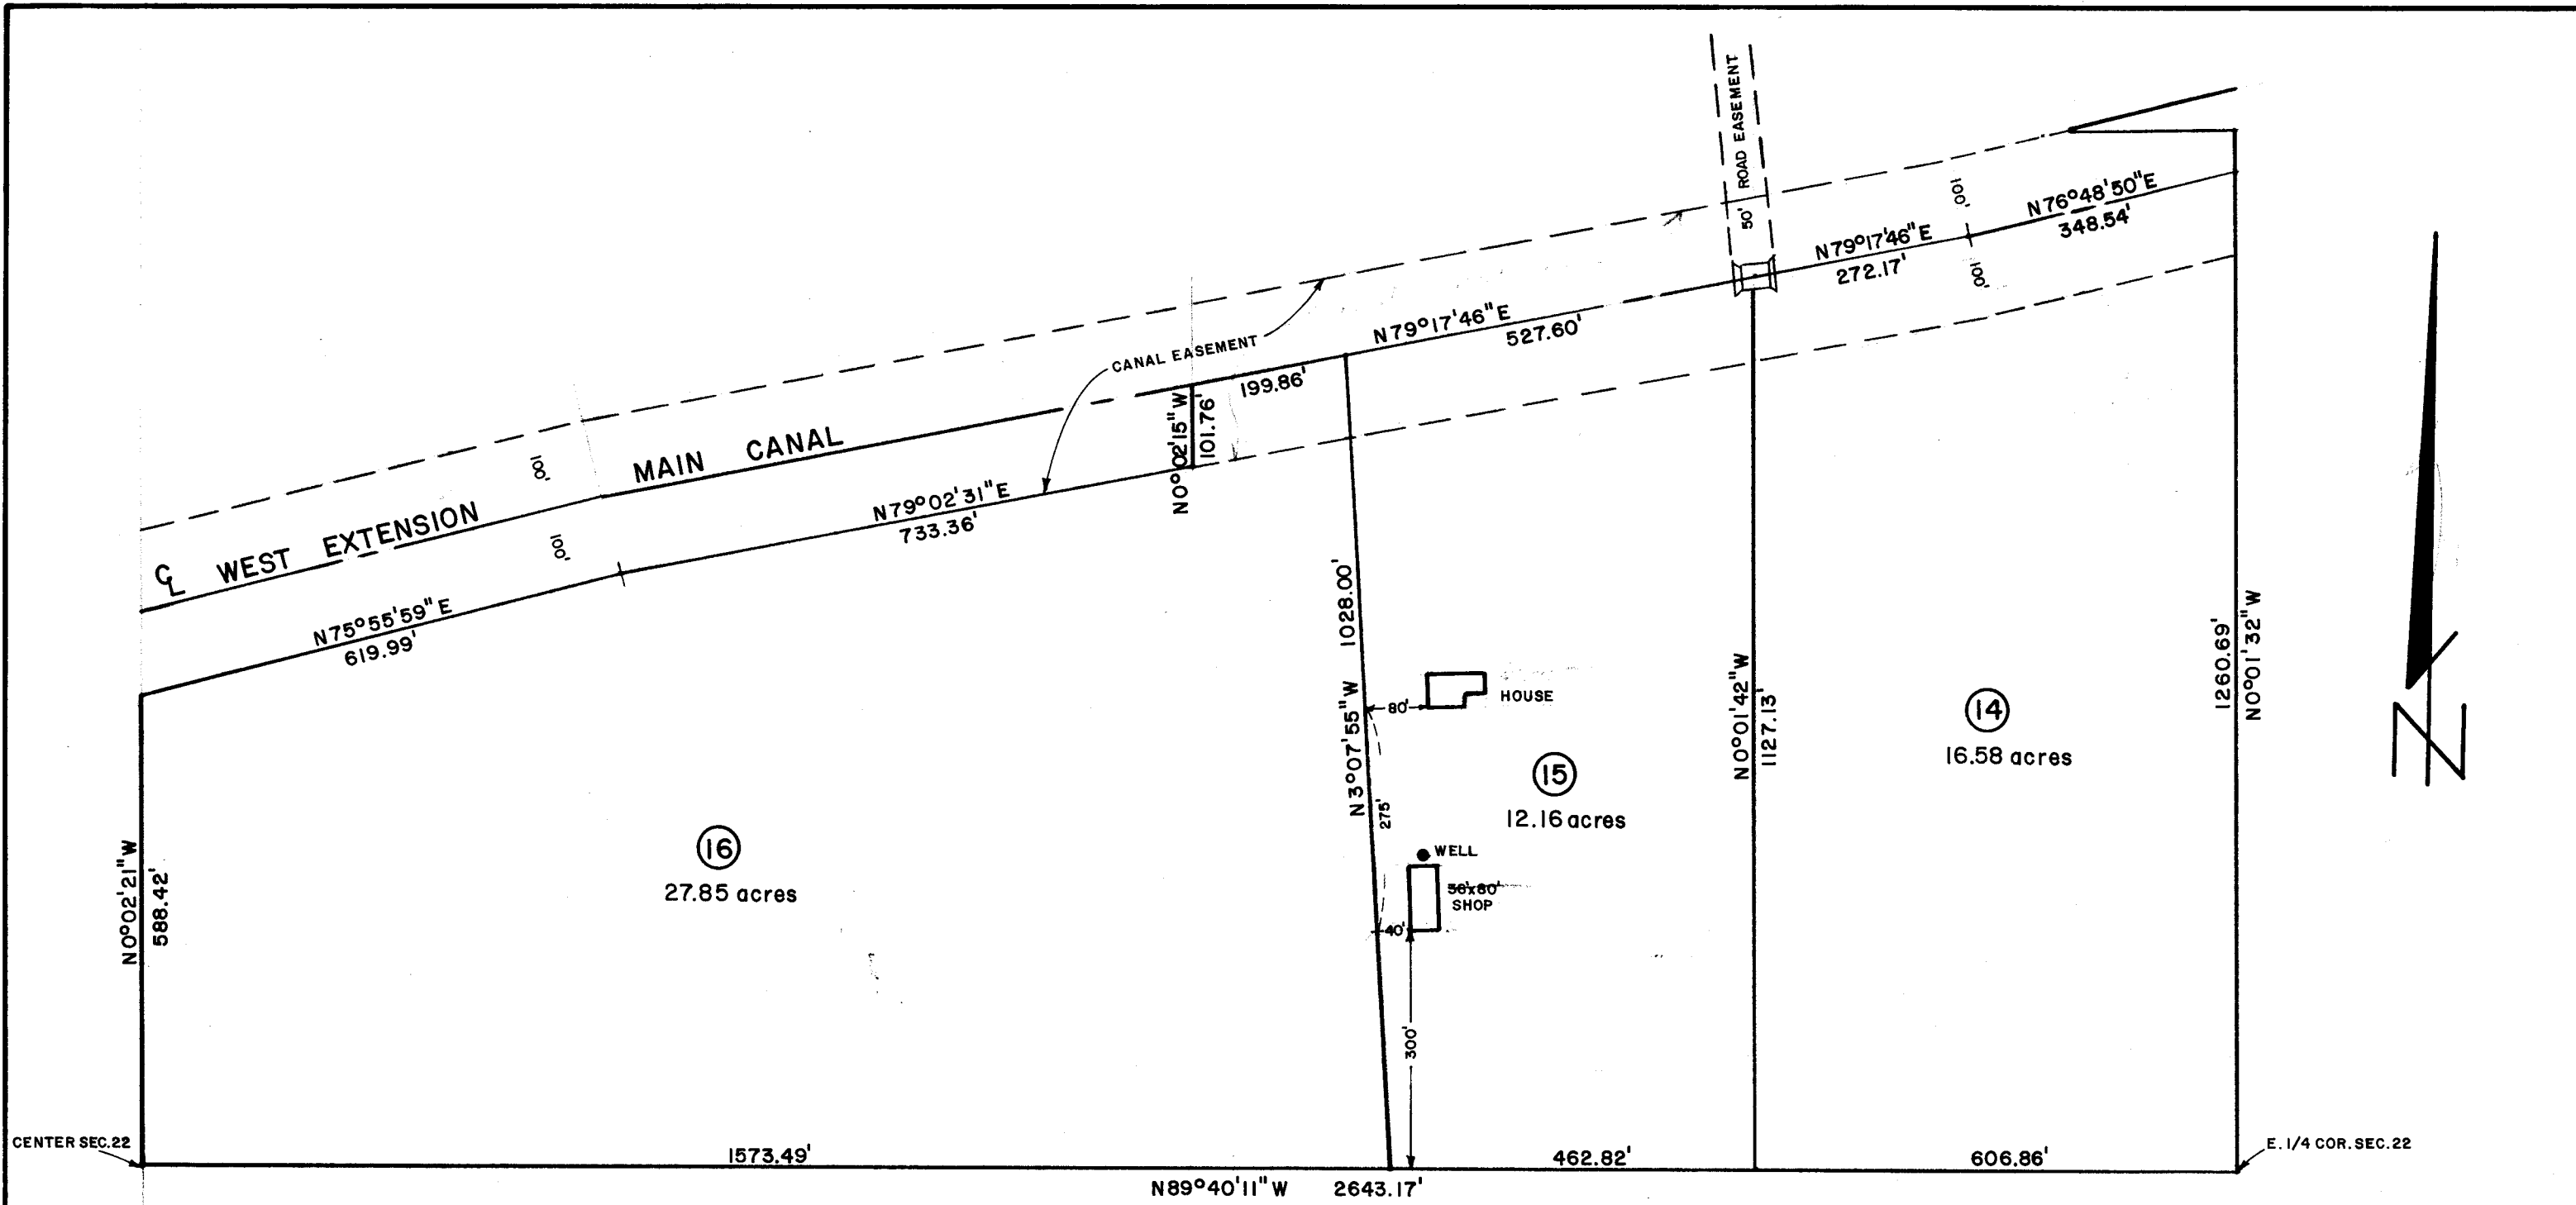 ROAD EASEMENT
50'
100'
N76°48'50"E
348.54'
N79°17'46"E
272.17'
100'
N79°17'46"E
527.60'
CANAL EASEMENT
199.86'
N0°02'15"W
101.76'
MAIN CANAL
100'
N79°02'31"E
733.36'
CL WEST EXTENSION
100'
N75°55'59"E
619.99'
N3°07'55"W 1028.00'
HOUSE
80'
275'
N0°01'42"W
1127.13'
1260.69'
N0°01'32"W
N
14
16.58 acres
15
12.16 acres
16
27.85 acres
WELL
SHOP
40'
300'
N0°02'21"W
588.42'
CENTER SEC.22
1573.49'
462.82'
606.86'
E. 1/4 COR. SEC. 22
N89°40'11"W 2643.17'